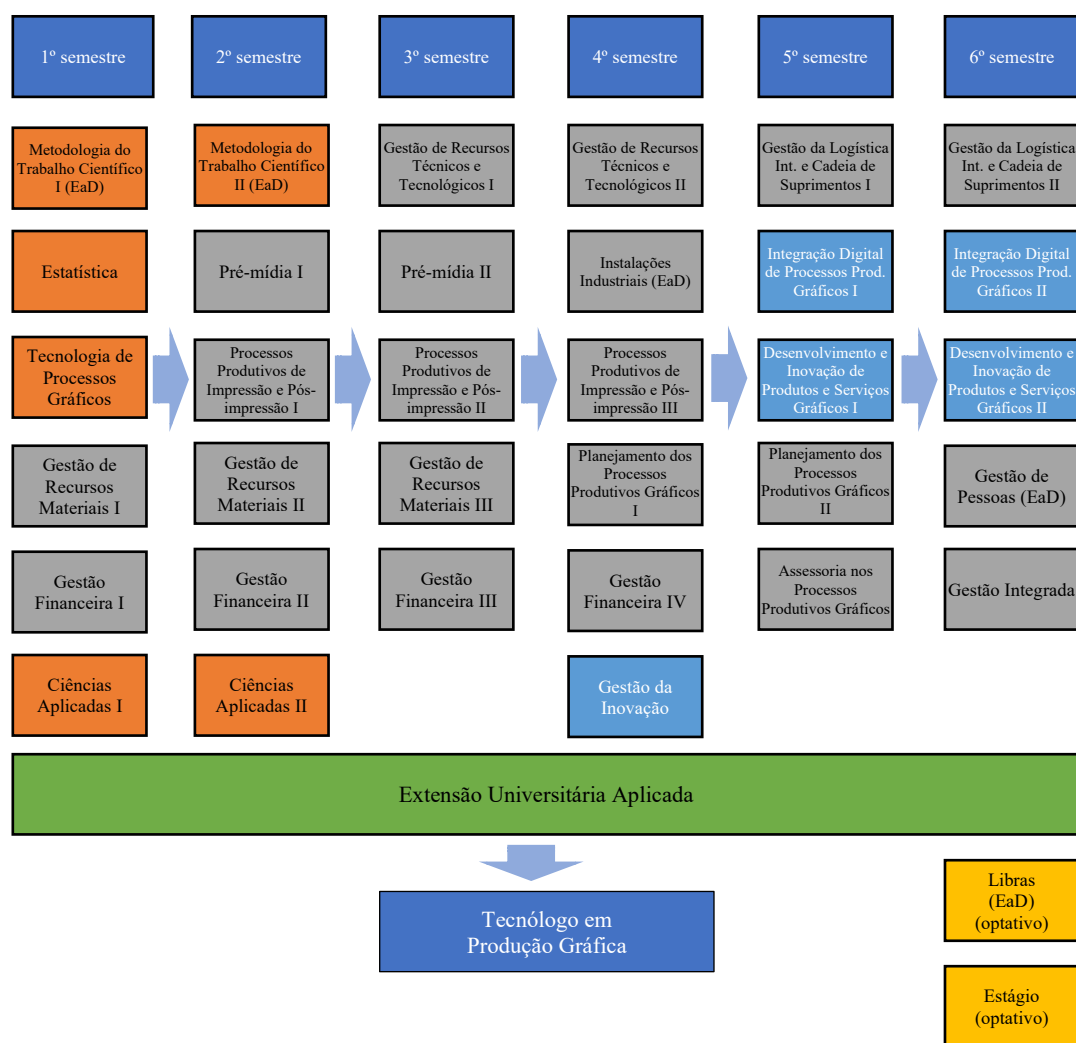 1º semestre
2º semestre
3º semestre
4º semestre
5º semestre
6º semestre
Metodologia do
Trabalho Científico
I (EaD)
Metodologia do
Trabalho Científico
II (EaD)
Gestão de Recursos
Técnicos e
Tecnológicos I
Gestão de Recursos
Técnicos e
Tecnológicos II
Gestão da Logística
Int. e Cadeia de
Suprimentos I
Gestão da Logística
Int. e Cadeia de
Suprimentos II
Estatística
Pré-mídia I
Pré-mídia II
Instalações
Industriais (EaD)
Integração Digital
de Processos Prod.
Gráficos I
Integração Digital
de Processos Prod.
Gráficos II
Tecnologia de
Processos
Gráficos
Processos
Produtivos de
Impressão e Pós-
impressão I
Processos
Produtivos de
Impressão e Pós-
impressão II
Processos
Produtivos de
Impressão e Pós-
impressão III
Desenvolvimento e
Inovação de
Produtos e Serviços
Gráficos I
Desenvolvimento e
Inovação de
Produtos e Serviços
Gráficos II
Gestão de
Recursos
Materiais I
Gestão de
Recursos
Materiais II
Gestão de
Recursos
Materiais III
Planejamento dos
Processos
Produtivos Gráficos
I
Planejamento dos
Processos
Produtivos Gráficos
II
Gestão de
Pessoas (EaD)
Gestão
Financeira I
Gestão
Financeira II
Gestão
Financeira III
Gestão
Financeira IV
Assessoria nos
Processos
Produtivos Gráficos
Gestão Integrada
Ciências
Aplicadas I
Ciências
Aplicadas II
Gestão da
Inovação
Extensão Universitária Aplicada
Tecnólogo em
Produção Gráfica
Libras
(EaD)
(optativo)
Estágio
(optativo)